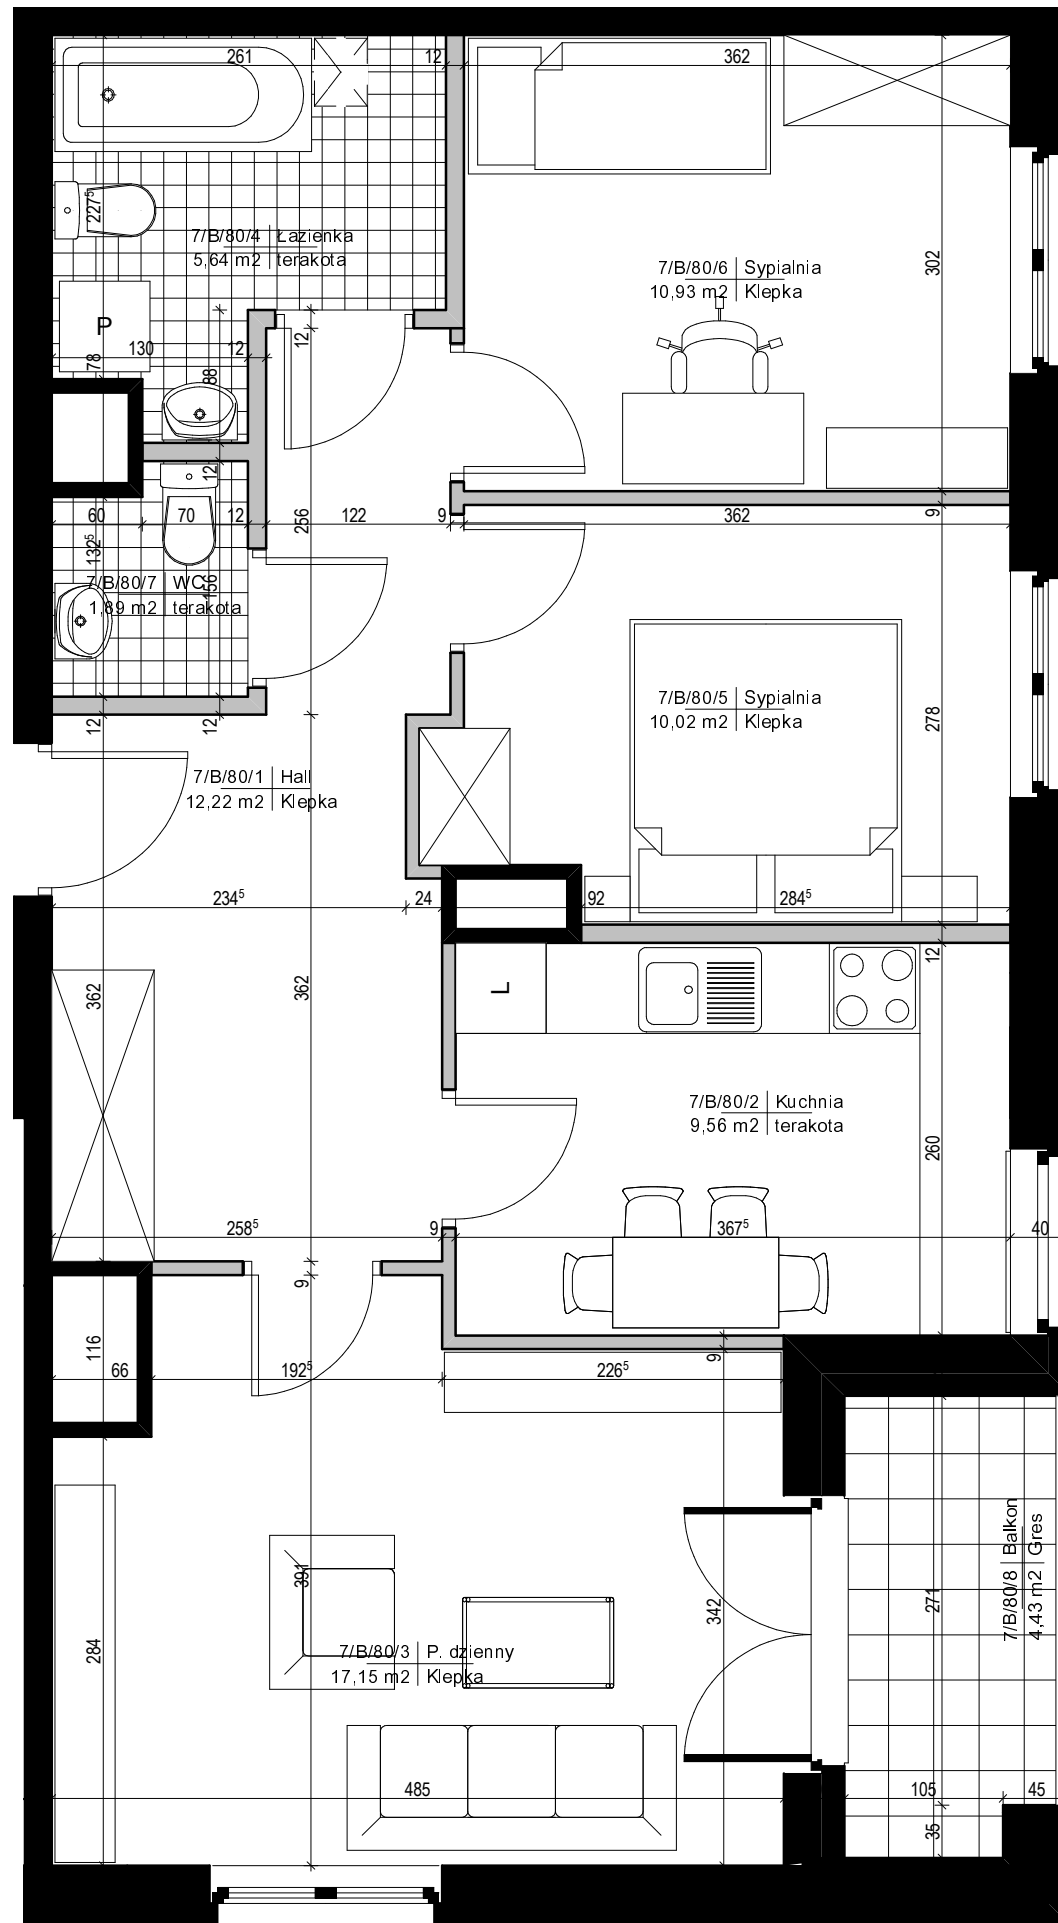 261
12
362
227⁵
7/B/80/4 Łazienka
5,64 m2 terakota
302
7/B/80/6 Sypialnia
10,93 m2 Klepka
P
12
130
12
78
88
12
60
70
12
256
122
9
362
9
132⁵
156
7/B/80/7 WC
1,89 m2 terakota
12
12
7/B/80/5 Sypialnia
10,02 m2 Klepka
278
7/B/80/1 Hall
12,22 m2 Klepka
234⁵
24
92
284⁵
12
362
362
L
7/B/80/2 Kuchnia
9,56 m2 terakota
260
258⁵
9
367⁵
40
9
116
66
192⁵
226⁵
9
391
284
342
271
7/B/80/8 Balkon
4,43 m2 Gres
7/B/80/3 P. dzienny
17,15 m2 Klepka
485
105
45
35